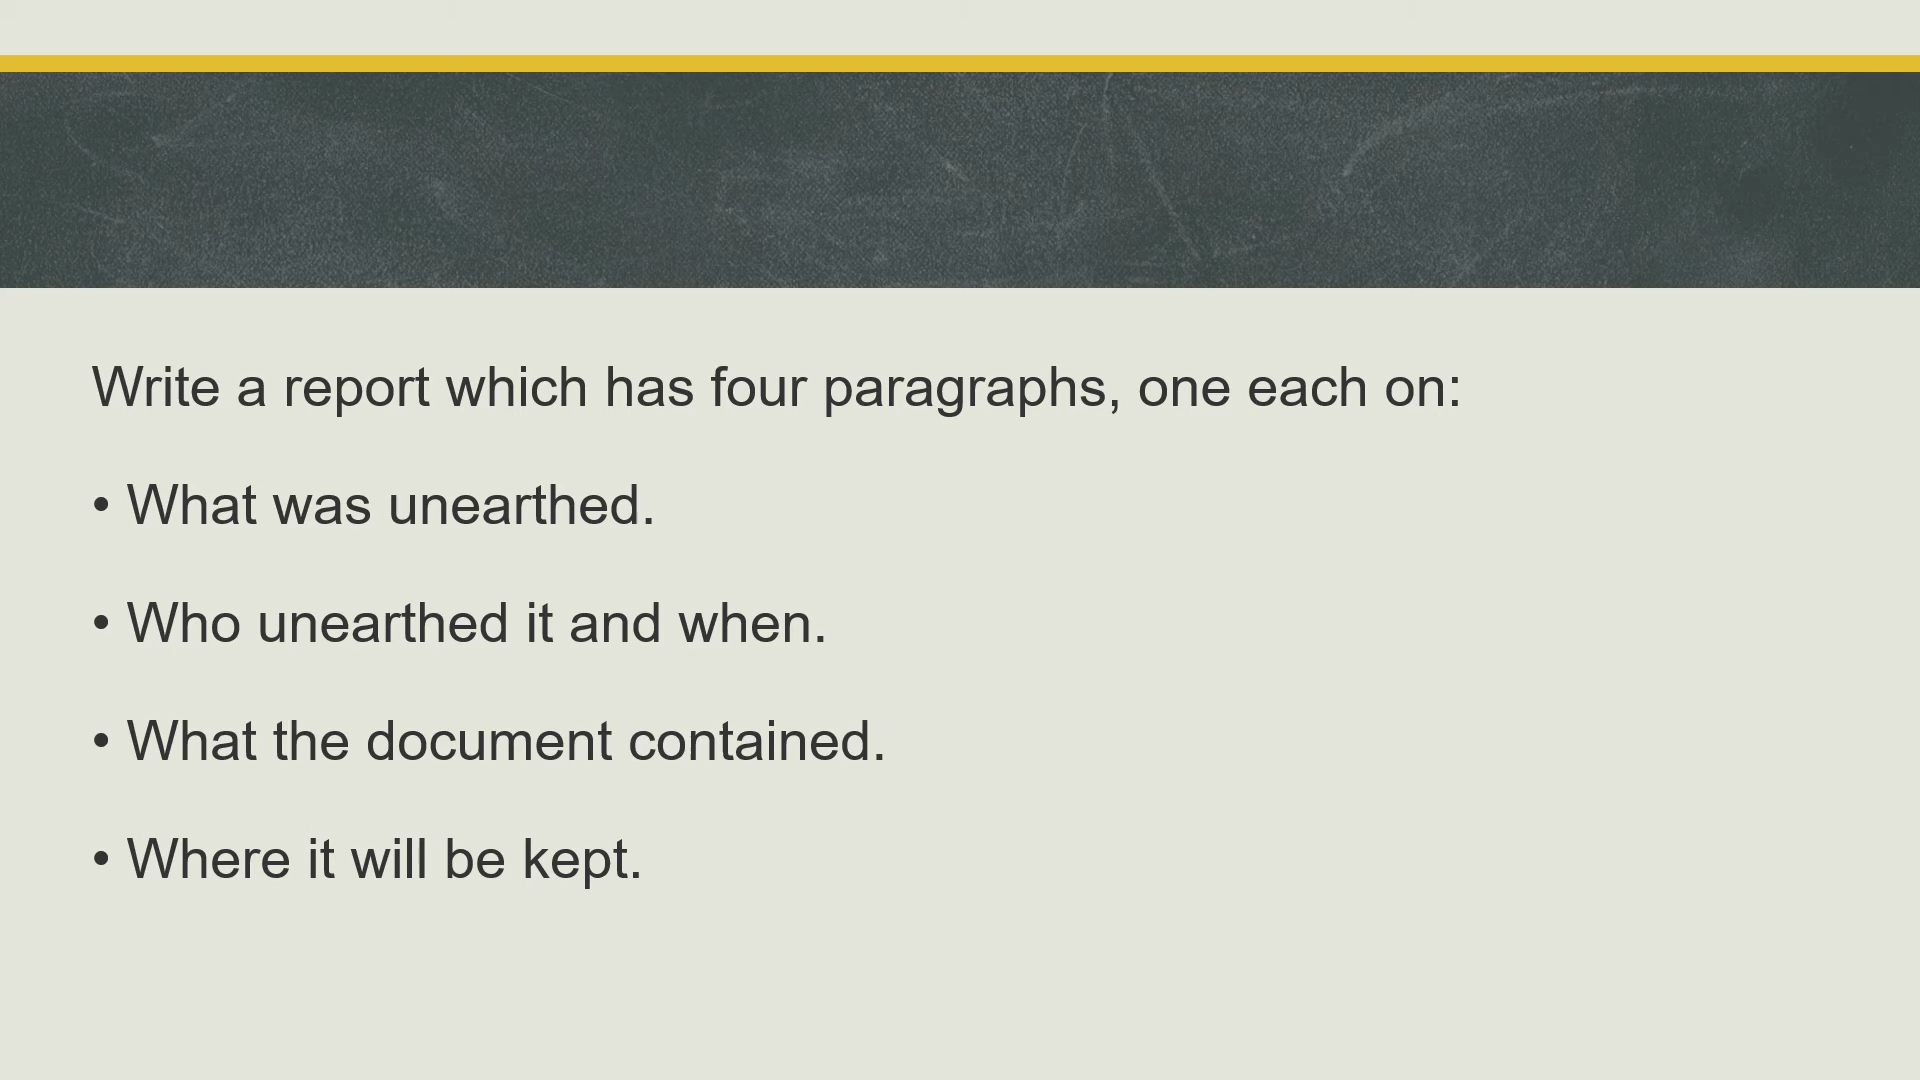 Write a report which has four paragraphs, one each on:
• What was unearthed.
• Who unearthed it and when.
• What the document contained.
• Where it will be kept.